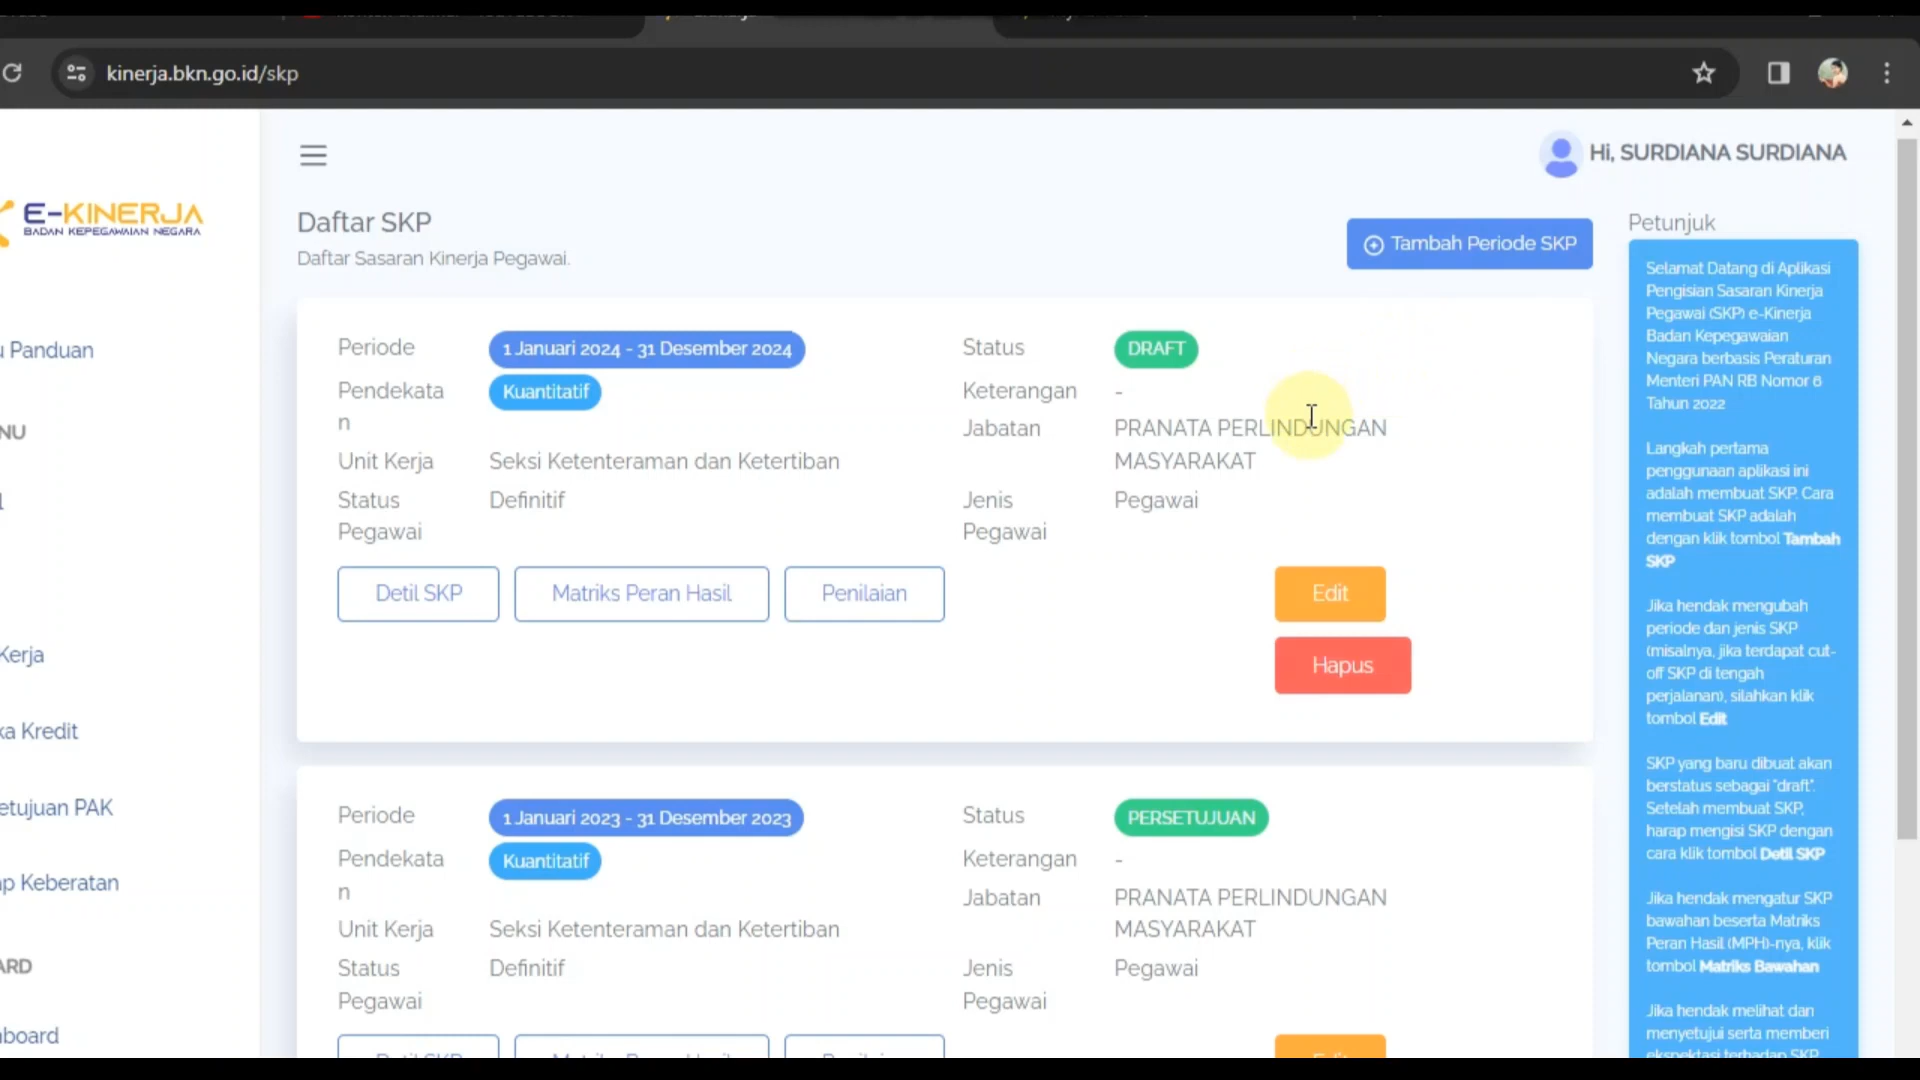 kinerja.bkn.go.id/skp
Hi, SURDIANA SURDIANA
E-KINERJA
BADAN KEPEGAWAIAN NEGARA
Panduan
NU
Kerja
Kredit
PAK
Keberatan
ARD
Daftar SKP
Daftar Sasaran Kinerja Pegawai.
Tambah Periode SKP
Periode
1 Januari 2024 - 31 Desember 2024
Status
DRAFT
Pendekata
n
Kuantitatif
Keterangan
-
Jabatan
PRANATA PERLINDUNGAN
MASYARAKAT
Unit Kerja
Seksi Ketenteraman dan Ketertiban
Status
Pegawai
Definitif
Jenis
Pegawai
Pegawai
Detil SKP
Matriks Peran Hasil
Penilaian
Edit
Hapus
Periode
1 Januari 2023 - 31 Desember 2023
Status
PERSETUJUAN
Pendekata
n
Kuantitatif
Keterangan
-
Jabatan
PRANATA PERLINDUNGAN
MASYARAKAT
Unit Kerja
Seksi Ketenteraman dan Ketertiban
Status
Pegawai
Definitif
Jenis
Pegawai
Pegawai
Petunjuk
Selamat Datang di Aplikasi
Pengisian Sasaran Kinerja
Pegawai (SKP) e-Kinerja
Badan Kepegawaian
Negara berbasis Peraturan
Menteri PAN RB Nomor 6
Tahun 2022
Langkah pertama
penggunaan aplikasi ini
adalah membuat SKP. Cara
membuat SKP adalah
dengan klik tombol Tambah
SKP
Jika hendak mengubah
periode dan jenis SKP
(misalnya, jika terdapat cut-
off SKP di tengah
perjalanan), silahkan klik
tombol Edit
SKP yang baru dibuat akan
berstatus sebagai "draft".
Setelah membuat SKP,
harap mengisi SKP dengan
cara klik tombol Detil SKP
Jika hendak mengatur SKP
bawahan beserta Matriks
Peran Hasil (MPH)-nya, klik
tombol Matriks Bawahan
Jika hendak melihat dan
menyetujui serta memberi
ekspektasi terhadap SKP